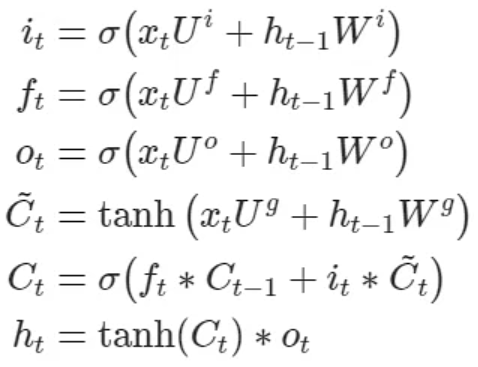 i_t = σ(x_t U^i + h_{t−1} W^i)
f_t = σ(x_t U^f + h_{t−1} W^f)
o_t = σ(x_t U^o + h_{t−1} W^o)
C̃_t = tanh (x_t U^g + h_{t−1} W^g)
C_t = σ(f_t ∗ C_{t−1} + i_t ∗ C̃_t)
h_t = tanh(C_t) ∗ o_t